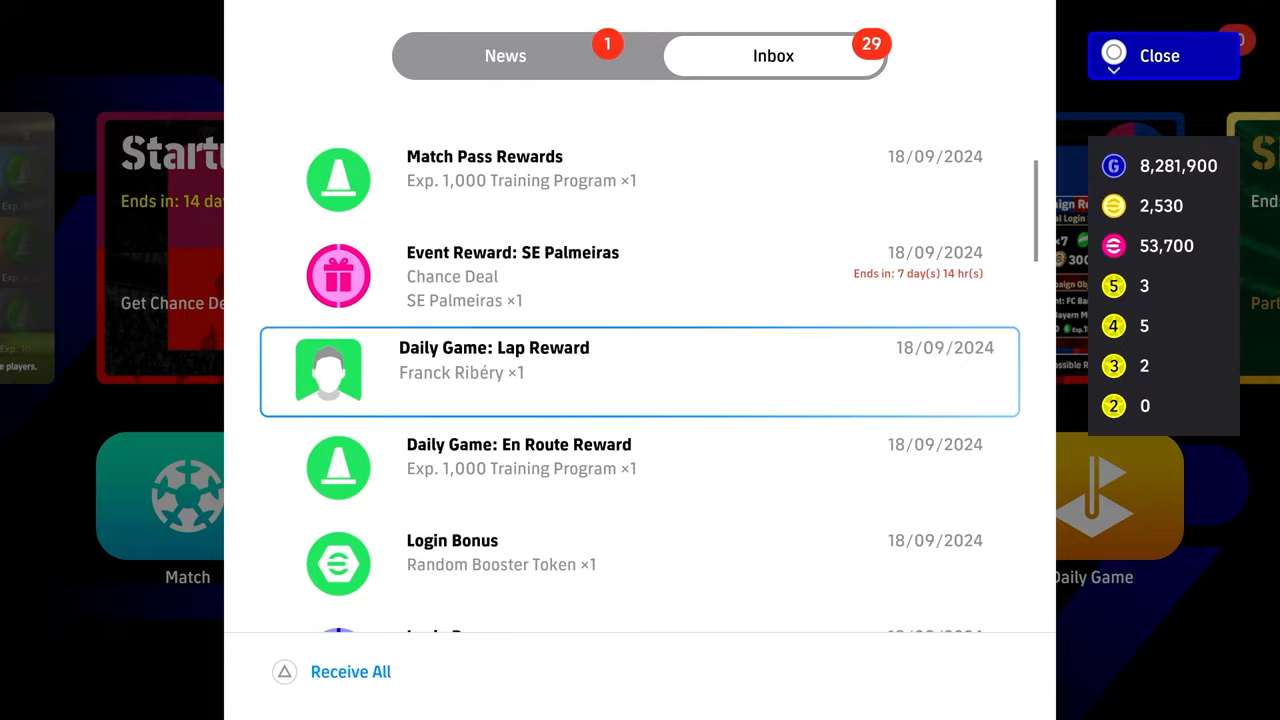 News
1
Inbox
29
Close
Match Pass Rewards
18/09/2024
Exp. 1,000 Training Program ×1
Event Reward: SE Palmeiras
18/09/2024
Chance Deal
Ends in: 7 day(s) 14 hr(s)
SE Palmeiras ×1
Daily Game: Lap Reward
18/09/2024
Franck Ribéry ×1
Daily Game: En Route Reward
18/09/2024
Exp. 1,000 Training Program ×1
Login Bonus
18/09/2024
Random Booster Token ×1
Receive All
G 8,281,900
2,530
53,700
5 3
4 5
3 2
2 0
Ends in: 14
Get Chance
Match
Daily Game
e players.
Ends